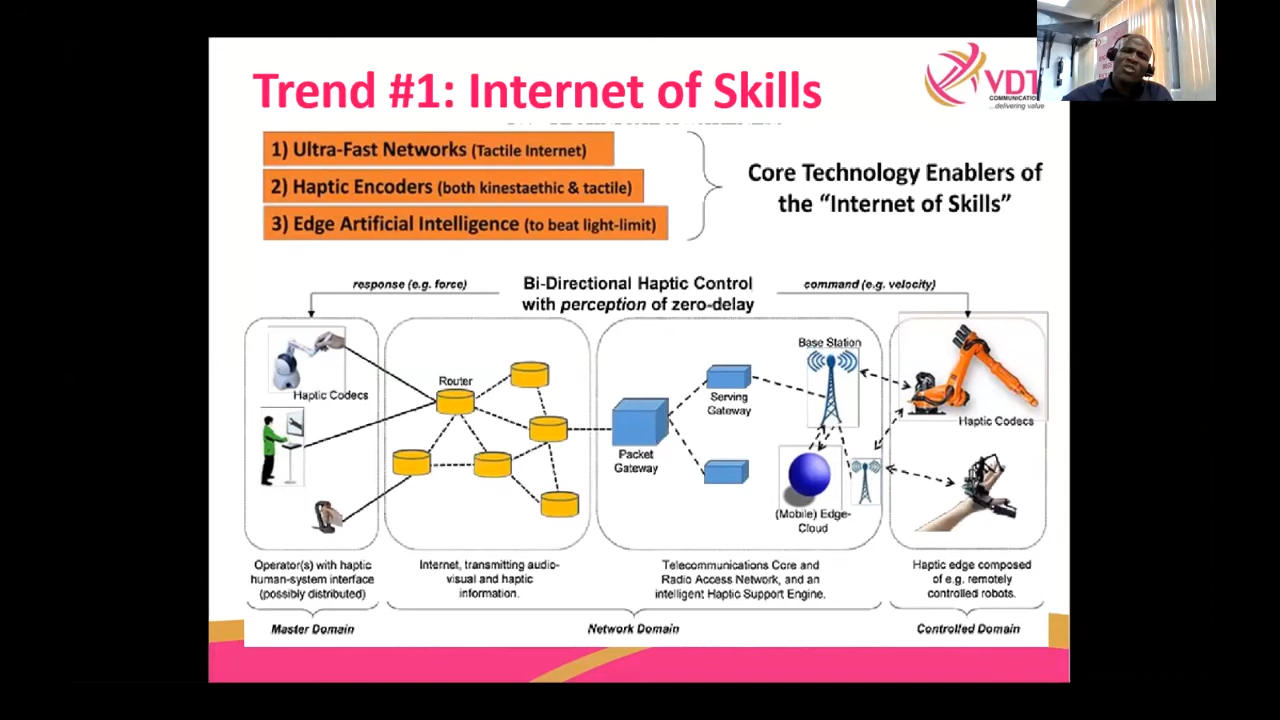 Trend #1: Internet of Skills
VDT
COMMUNICATION
...delivering value
1) Ultra-Fast Networks (Tactile Internet)
2) Haptic Encoders (both kinestaethic & tactile)
3) Edge Artificial Intelligence (to beat light-limit)
Core Technology Enablers of
the “Internet of Skills”
response (e.g. force)
Bi-Directional Haptic Control
with perception of zero-delay
command (e.g. velocity)
Haptic Codecs
Router
Packet
Gateway
Serving
Gateway
Base Station
(Mobile) Edge-
Cloud
Haptic Codecs
Operator(s) with haptic
human-system interface
(possibly distributed)
Internet, transmitting audio-
visual and haptic
information.
Telecommunications Core and
Radio Access Network, and an
intelligent Haptic Support Engine.
Haptic edge composed
of e.g. remotely
controlled robots.
Master Domain
Network Domain
Controlled Domain